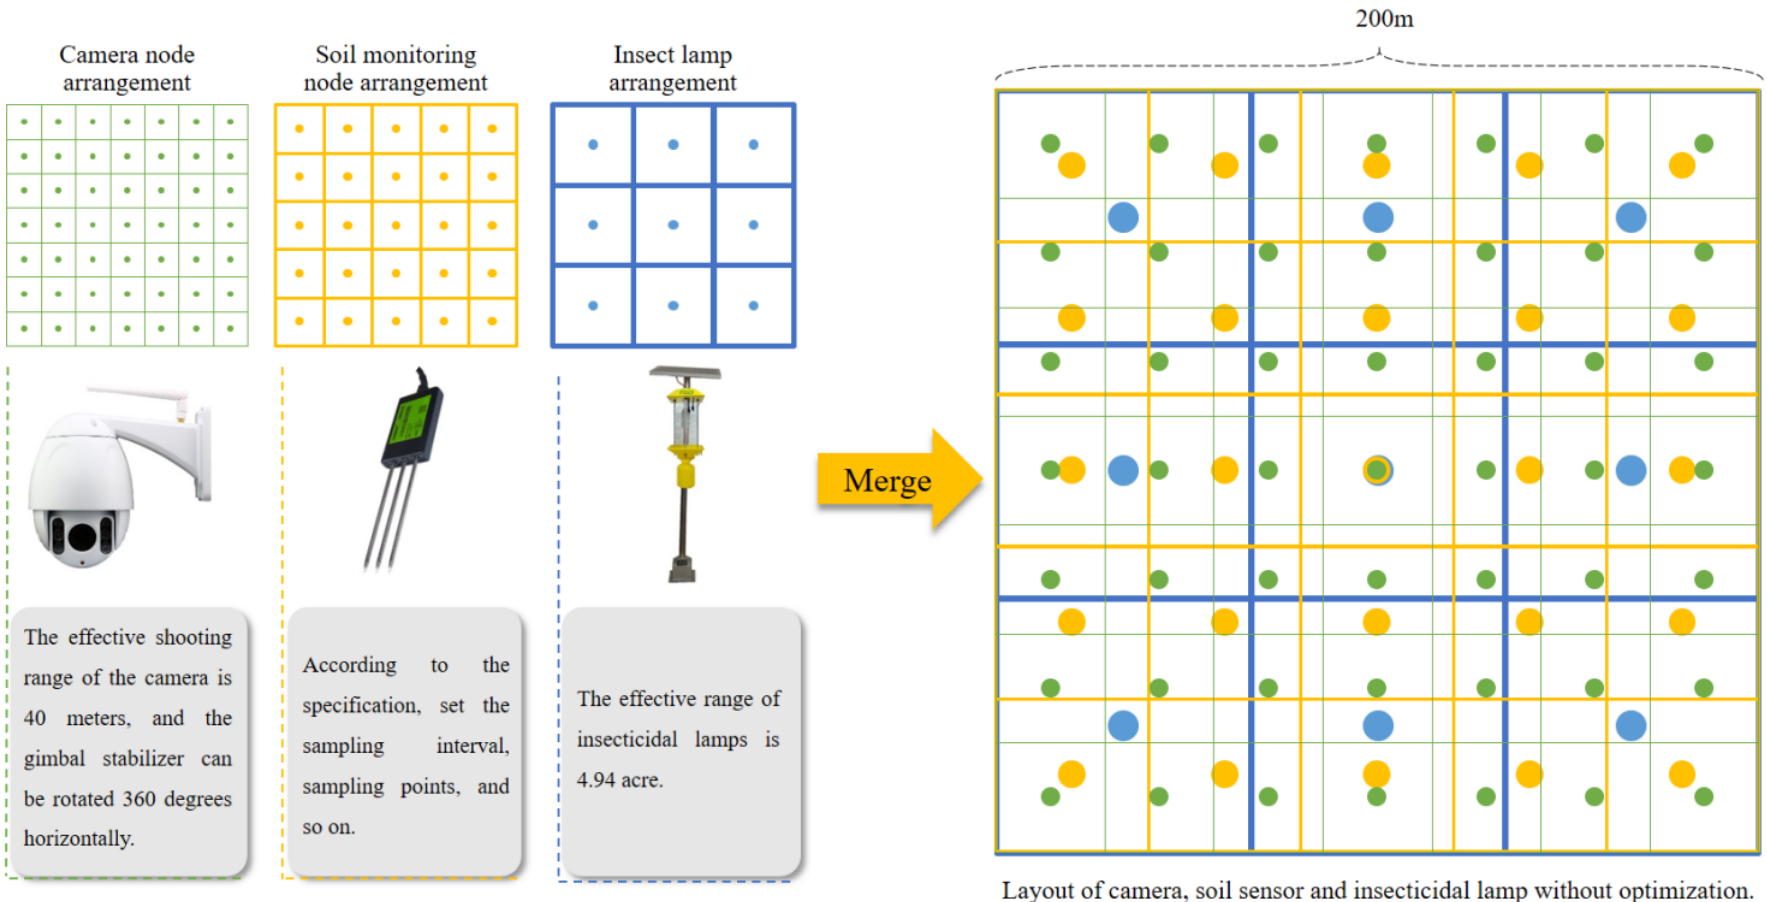 200m
Camera node
arrangement
Soil monitoring
node arrangement
Insect lamp
arrangement
Merge
The effective shooting
range of the camera is
40 meters, and the
gimbal stabilizer can
be rotated 360 degrees
horizontally.
According to the
specification, set the
sampling interval,
sampling points, and
so on.
The effective range of
insecticidal lamps is
4.94 acre.
Layout of camera, soil sensor and insecticidal lamp without optimization.